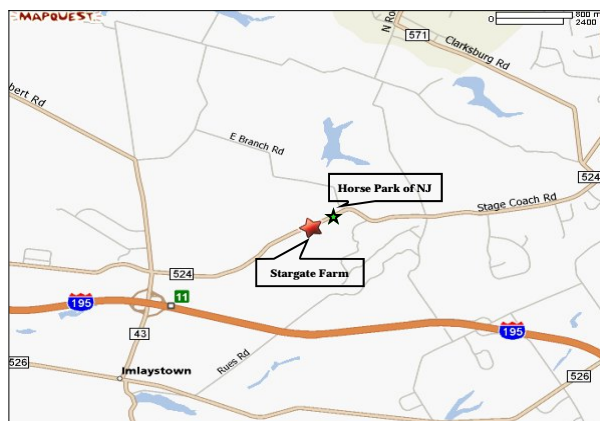 MAPQUEST
0
800 m
2400
N Ro
571
Clarksburg Rd
bert Rd
E Branch Rd
524
Horse Park of NJ
Stage Coach Rd
Stargate Farm
524
195
11
195
43
526
Imlaystown
Rues Rd
526